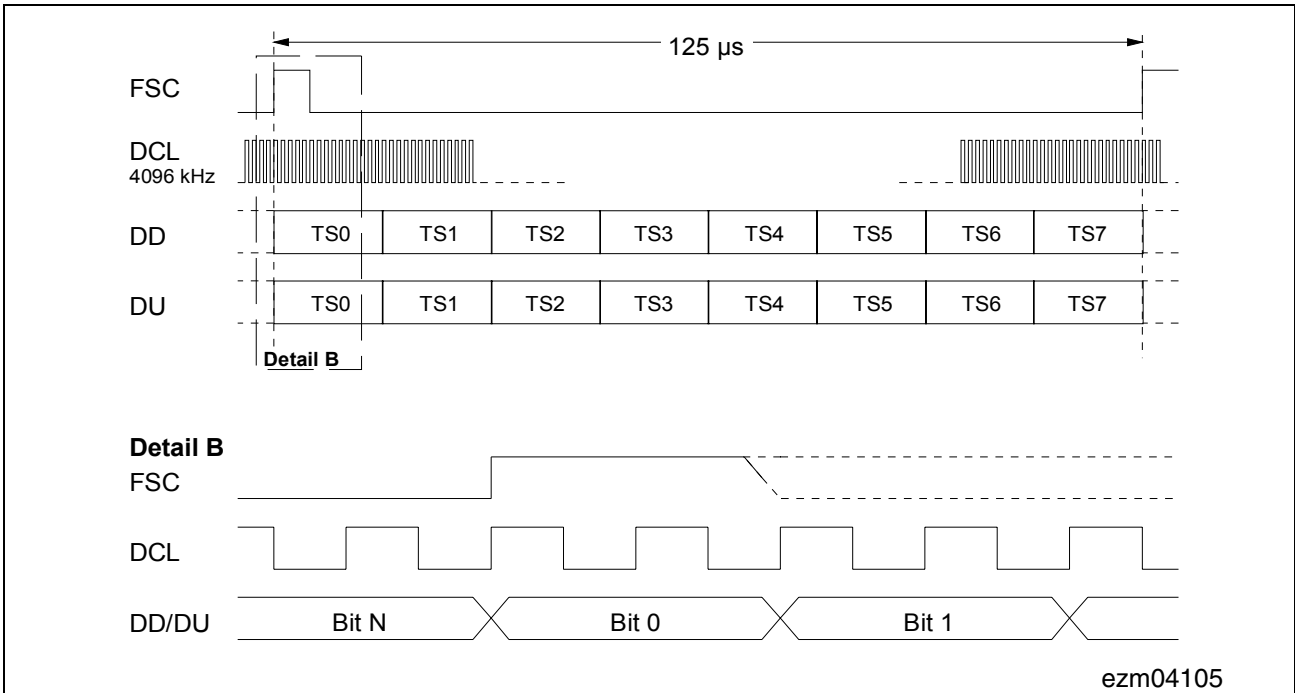 125 µs
FSC
DCL
4096 kHz
DD TS0 TS1 TS2 TS3 TS4 TS5 TS6 TS7
DU TS0 TS1 TS2 TS3 TS4 TS5 TS6 TS7
Detail B
Detail B
FSC
DCL
DD/DU Bit N Bit 0 Bit 1
ezm04105